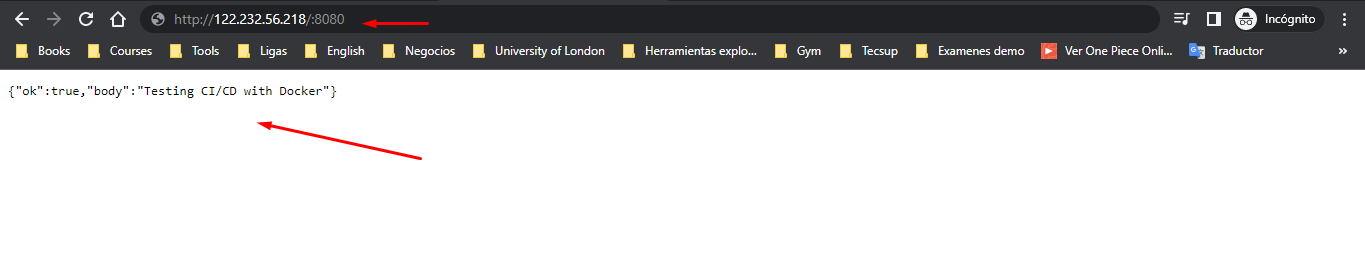 http://122.232.56.218/:8080 Incógnito
Books Courses Tools Ligas English Negocios University of London Herramientas explo... Gym Tecsup Examenes demo Ver One Piece Onli... Traductor »
{"ok":true,"body":"Testing CI/CD with Docker"}